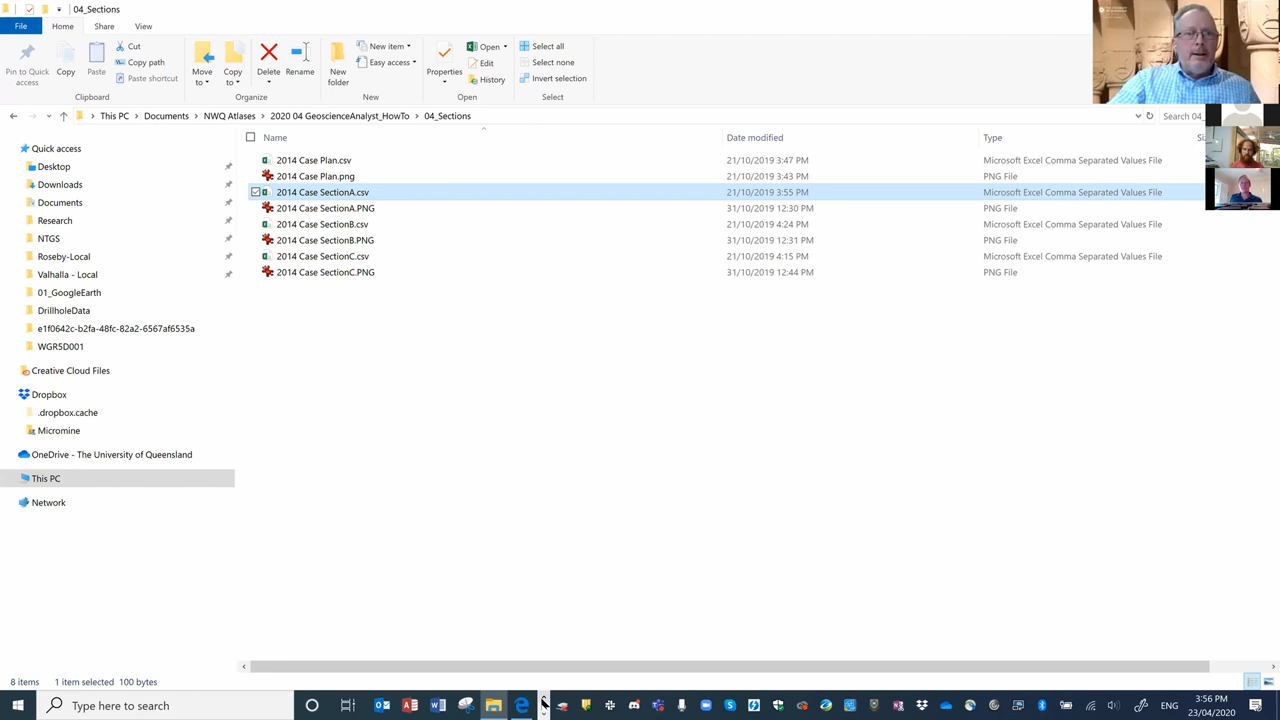 04_Sections
File Home Share View
Pin to Quick access
Copy
Paste
Cut
Copy path
Paste shortcut
Clipboard
Move to
Copy to
Delete
Rename
Organize
New folder
New item
Easy access
New
Properties
Open
Edit
History
Open
Select all
Select none
Invert selection
Select
This PC Documents NWQ Atlases 2020 04 GeoscienceAnalyst_HowTo 04_Sections
Search 04_
Name Date modified Type
2014 Case Plan.csv 21/10/2019 3:47 PM Microsoft Excel Comma Separated Values File
2014 Case Plan.png 21/10/2019 3:43 PM PNG File
2014 Case SectionA.csv 21/10/2019 3:55 PM Microsoft Excel Comma Separated Values File
2014 Case SectionA.PNG 31/10/2019 12:30 PM PNG File
2014 Case SectionB.csv 21/10/2019 4:24 PM Microsoft Excel Comma Separated Values File
2014 Case SectionB.PNG 31/10/2019 12:31 PM PNG File
2014 Case SectionC.csv 21/10/2019 4:15 PM Microsoft Excel Comma Separated Values File
2014 Case SectionC.PNG 31/10/2019 12:44 PM PNG File
Quick access
Desktop
Downloads
Documents
Research
NTGS
Roseby-Local
Valhalla - Local
01_GoogleEarth
DrillholeData
e1f0642c-b2fa-48fc-82a2-6567af6535a
WGR5D001
Creative Cloud Files
Dropbox
.dropbox.cache
Micromine
OneDrive - The University of Queensland
This PC
Network
8 items 1 item selected 100 bytes
Type here to search
3:56 PM
23/04/2020